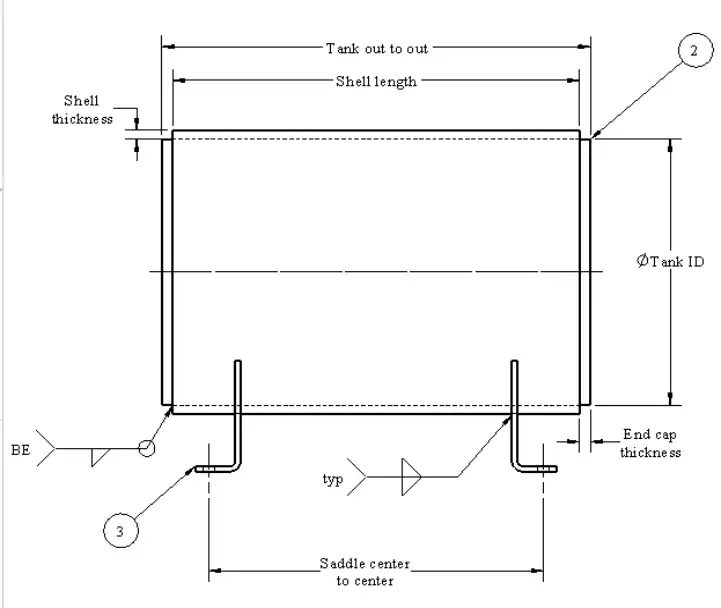 Tank out to out
2
Shell length
Shell
thickness
ØTank ID
End cap
thickness
BE
typ
3
Saddle center
to center